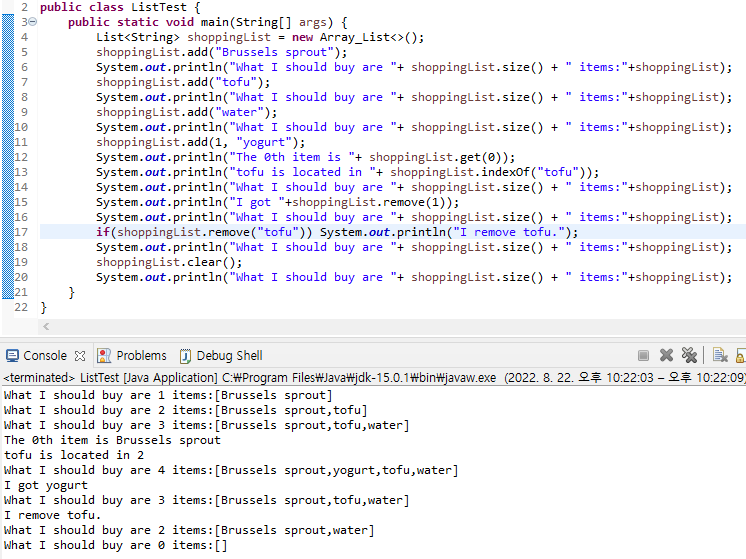 2 public class ListTest {
3 public static void main(String[] args) {
4 List<String> shoppingList = new Array_List<>();
5 shoppingList.add("Brussels sprout");
6 System.out.println("What I should buy are "+ shoppingList.size() + " items:"+shoppingList);
7 shoppingList.add("tofu");
8 System.out.println("What I should buy are "+ shoppingList.size() + " items:"+shoppingList);
9 shoppingList.add("water");
10 System.out.println("What I should buy are "+ shoppingList.size() + " items:"+shoppingList);
11 shoppingList.add(1, "yogurt");
12 System.out.println("The 0th item is "+ shoppingList.get(0));
13 System.out.println("tofu is located in "+ shoppingList.indexOf("tofu"));
14 System.out.println("What I should buy are "+ shoppingList.size() + " items:"+shoppingList);
15 System.out.println("I got "+shoppingList.remove(1));
16 System.out.println("What I should buy are "+ shoppingList.size() + " items:"+shoppingList);
17 if(shoppingList.remove("tofu")) System.out.println("I remove tofu.");
18 System.out.println("What I should buy are "+ shoppingList.size() + " items:"+shoppingList);
19 shoppingList.clear();
20 System.out.println("What I should buy are "+ shoppingList.size() + " items:"+shoppingList);
21 }
22 }
Console Problems Debug Shell
<terminated> ListTest [Java Application] C:₩Program Files₩Java₩jdk-15.0.1₩bin₩javaw.exe (2022. 8. 22. 오후 10:22:03 – 오후 10:22:09)
What I should buy are 1 items:[Brussels sprout]
What I should buy are 2 items:[Brussels sprout,tofu]
What I should buy are 3 items:[Brussels sprout,tofu,water]
The 0th item is Brussels sprout
tofu is located in 2
What I should buy are 4 items:[Brussels sprout,yogurt,tofu,water]
I got yogurt
What I should buy are 3 items:[Brussels sprout,tofu,water]
I remove tofu.
What I should buy are 2 items:[Brussels sprout,water]
What I should buy are 0 items:[]